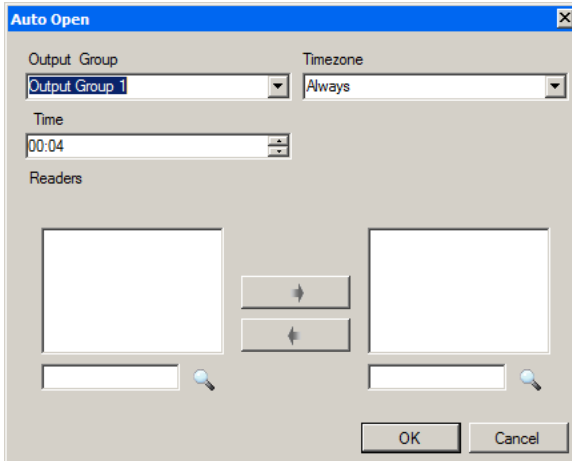 Auto Open
Output Group
Timezone
Output Group 1
Always
Time
00:04
Readers
OK
Cancel